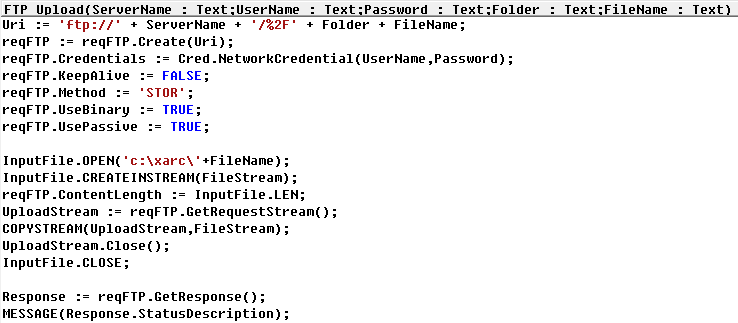 FTP Upload(ServerName : Text;UserName : Text;Password : Text;Folder : Text;FileName : Text)
Uri := 'ftp://' + ServerName + '/%2F' + Folder + FileName;
reqFTP := reqFTP.Create(Uri);
reqFTP.Credentials := Cred.NetworkCredential(UserName,Password);
reqFTP.KeepAlive := FALSE;
reqFTP.Method := 'STOR';
reqFTP.UseBinary := TRUE;
reqFTP.UsePassive := TRUE;
InputFile.OPEN('c:\xarc\'+FileName);
InputFile.CREATEINSTREAM(FileStream);
reqFTP.ContentLength := InputFile.LEN;
UploadStream := reqFTP.GetRequestStream();
COPYSTREAM(UploadStream,FileStream);
UploadStream.Close();
InputFile.CLOSE;
Response := reqFTP.GetResponse();
MESSAGE(Response.StatusDescription);